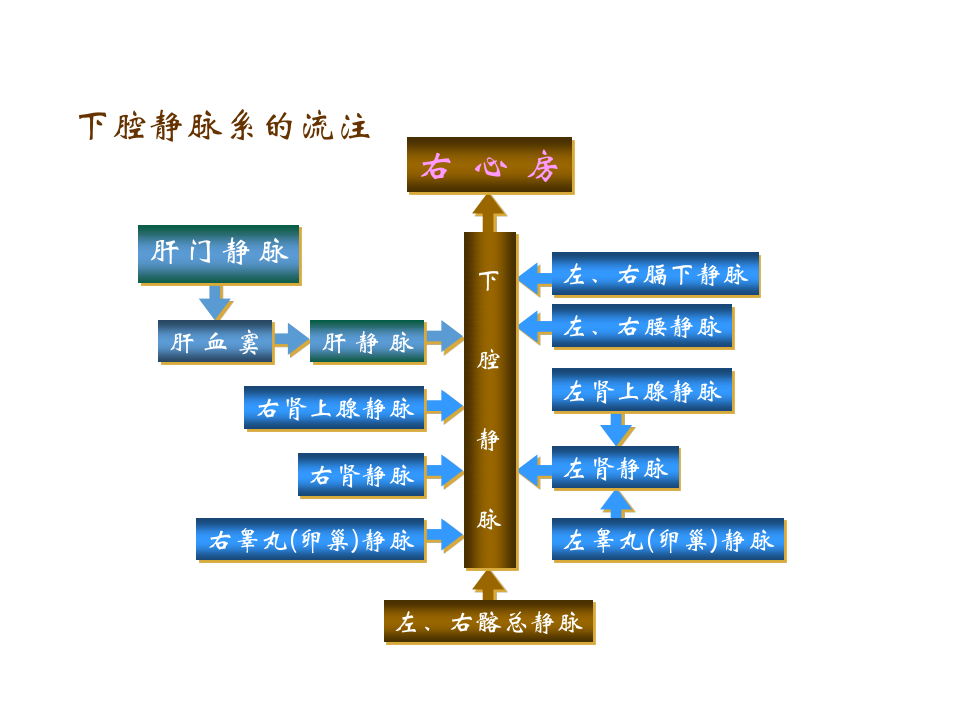 下腔静脉系的流注
右心房
肝门静脉
肝血窦
肝静脉
右肾上腺静脉
右肾静脉
右睾丸(卵巢)静脉
下腔静脉
左、右膈下静脉
左、右腰静脉
左肾上腺静脉
左肾静脉
左睾丸(卵巢)静脉
左、右髂总静脉